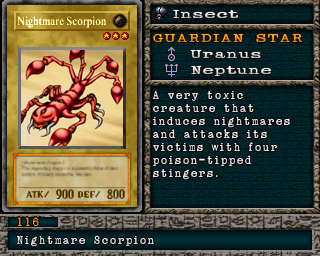 Nightmare Scorpion
ATK/ 900 DEF/ 800
Insect
GUARDIAN STAR
Uranus
Neptune
A very toxic
creature that
induces nightmares
and attacks its
victims with four
poison-tipped
stingers.
116
Nightmare Scorpion